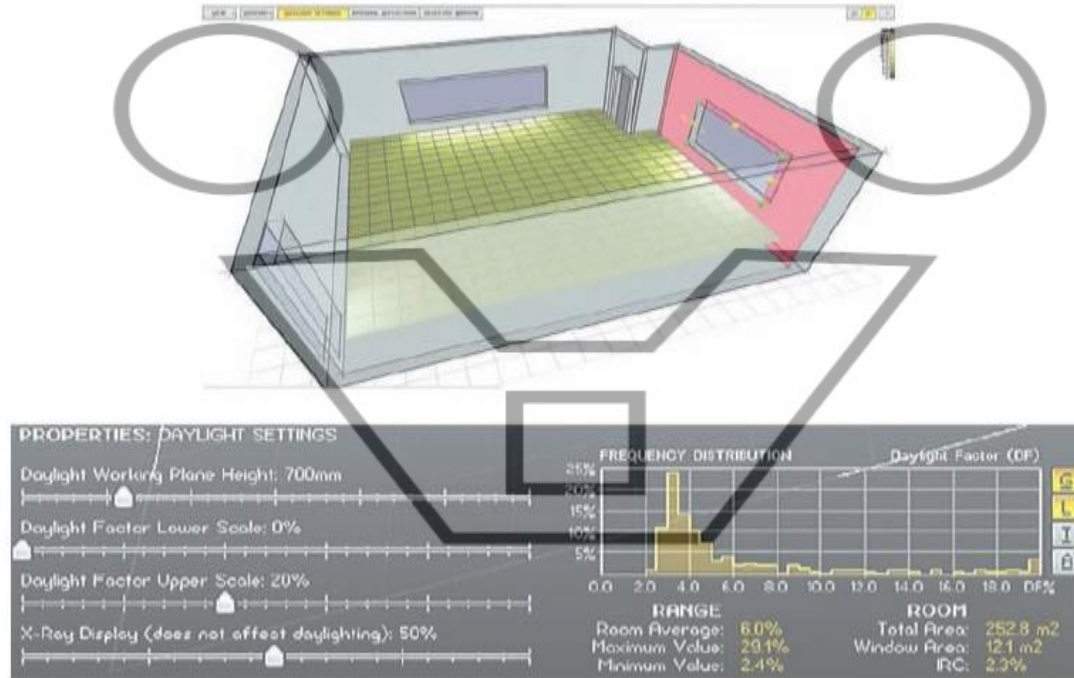 PROPERTIES: DAYLIGHT SETTINGS
Daylight Working Plane Height: 700mm
Daylight Factor Lower Scale: 0%
Daylight Factor Upper Scale: 20%
X-Ray Display (does not affect daylighting): 50%
FREQUENCY DISTRIBUTION Daylight Factor (DF)
25%
20%
15%
10%
5%
0.0 2.0 4.0 6.0 8.0 10.0 12.0 14.0 16.0 18.0 DF%
G
L
I
RANGE
Room Average: 6.0%
Maximum Value: 29.1%
Minimum Value: 2.4%
ROOM
Total Area: 252.8 m2
Window Area: 12.1 m2
IRC: 2.3%